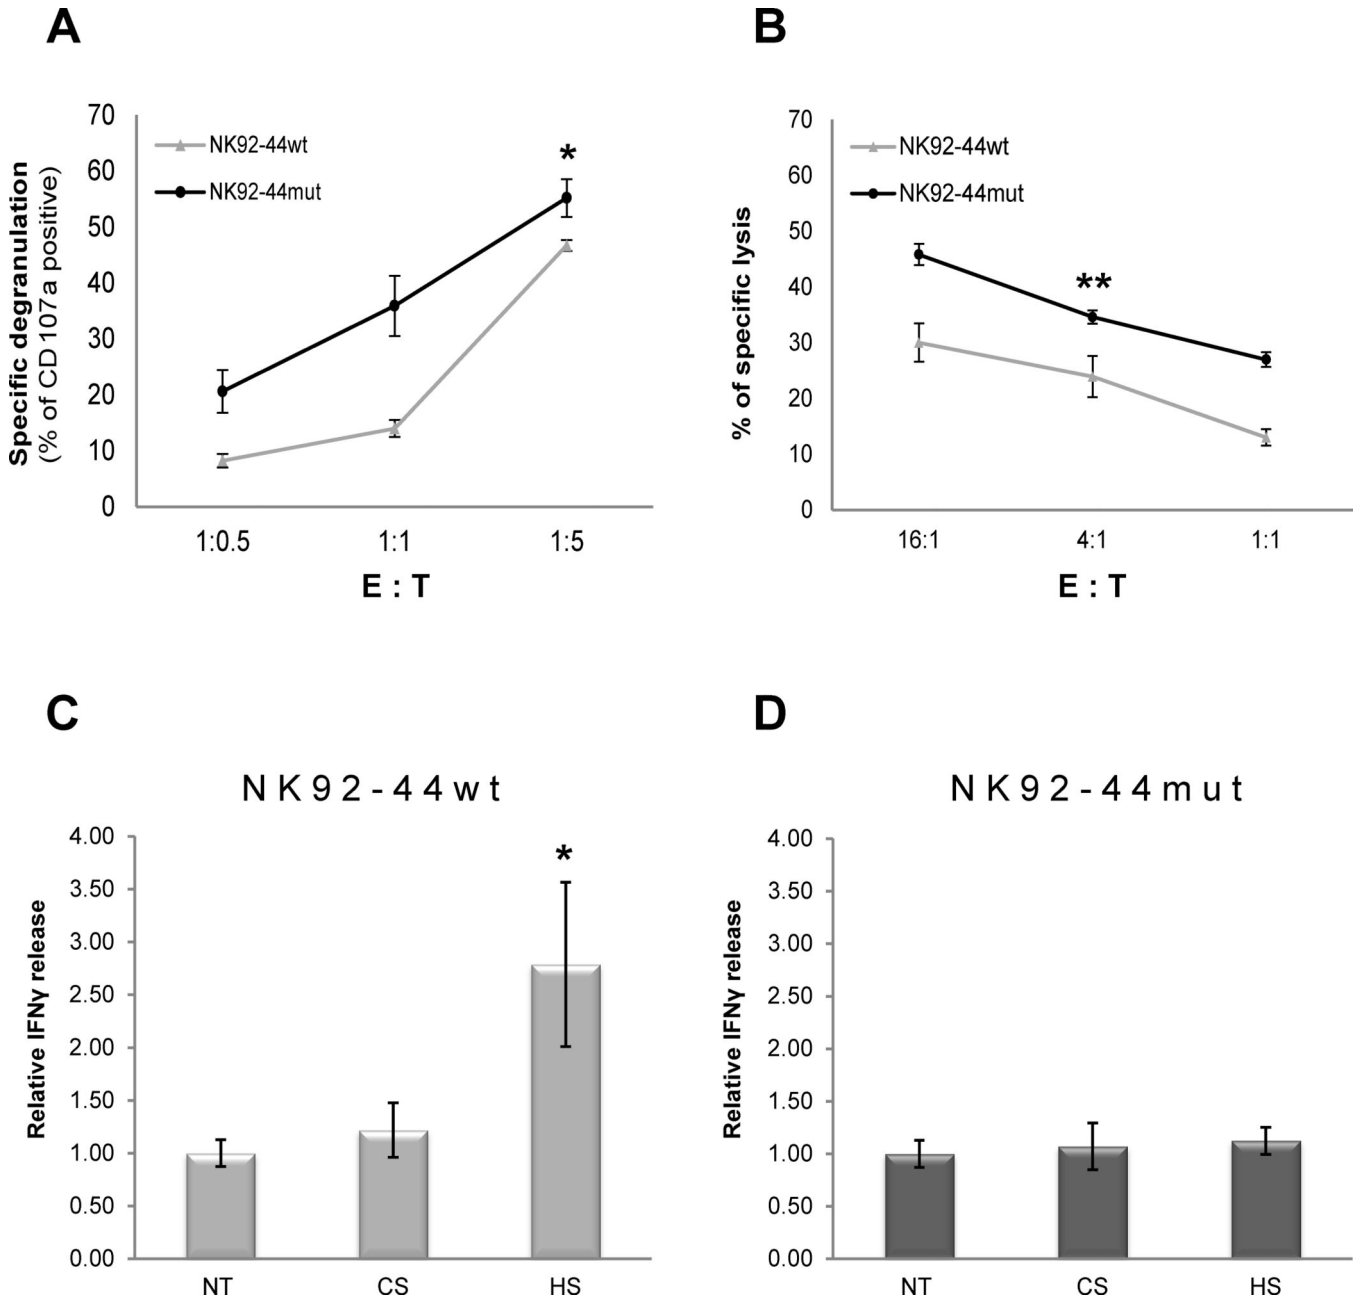 A
70
60
50
40
30
20
10
0
Specific degranulation
(% of CD107a positive)
NK92-44wt
NK92-44mut
*
1:0.5 1:1 1:5
E : T
B
70
60
50
40
30
20
10
0
% of specific lysis
NK92-44wt
NK92-44mut
**
16:1 4:1 1:1
E : T
C
NK92-44wt
4.00
3.50
3.00
2.50
2.00
1.50
1.00
0.50
0.00
Relative IFNγ release
*
NT CS HS
D
NK92-44mut
4.00
3.50
3.00
2.50
2.00
1.50
1.00
0.50
0.00
Relative IFNγ release
NT CS HS